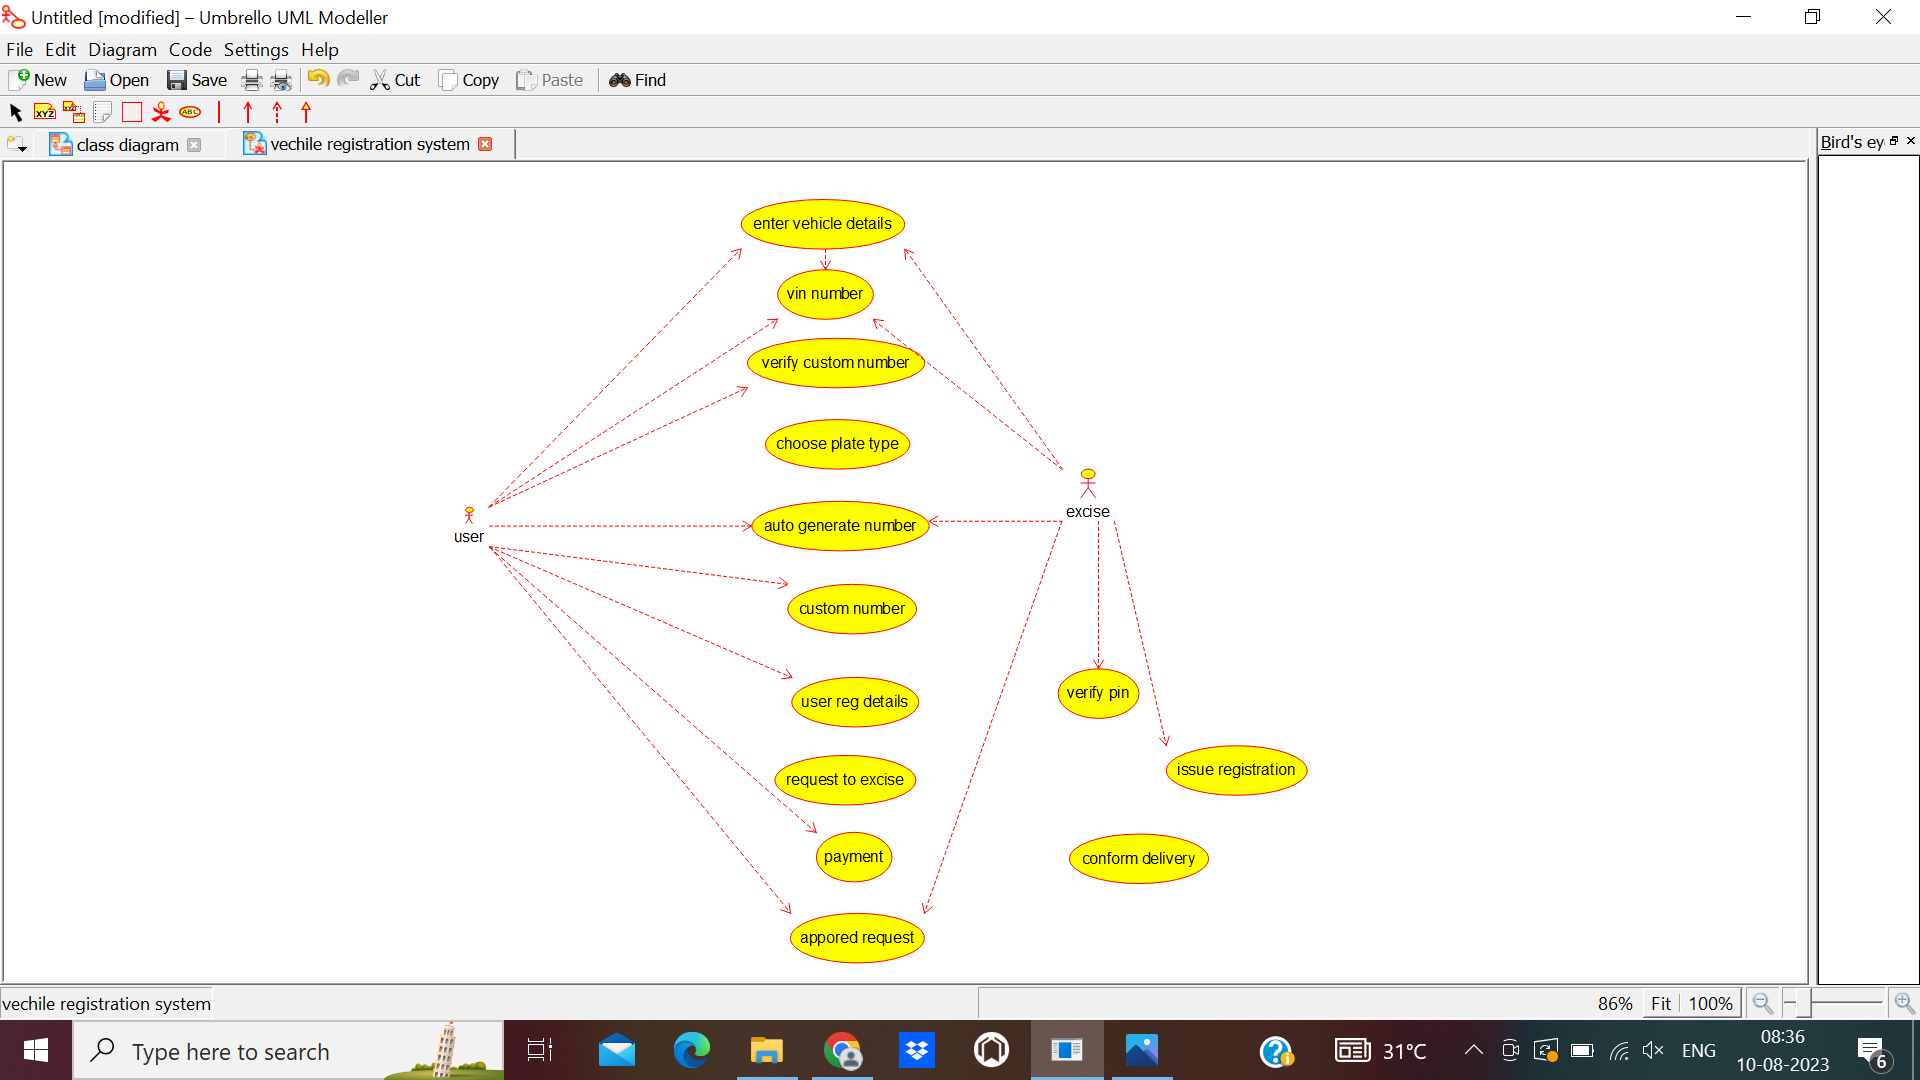 Untitled [modified] – Umbrello UML Modeller
File Edit Diagram Code Settings Help
New Open Save Cut Copy Paste Find
XYZ XYZ ABC
class diagram vechile registration system
Bird's ey
enter vehicle details
vin number
verify custom number
choose plate type
excise
auto generate number
user
custom number
verify pin
user reg details
issue registration
request to excise
payment
conform delivery
appored request
vechile registration system 86% Fit 100%
Type here to search 31°C ENG 08:36
10-08-2023 6